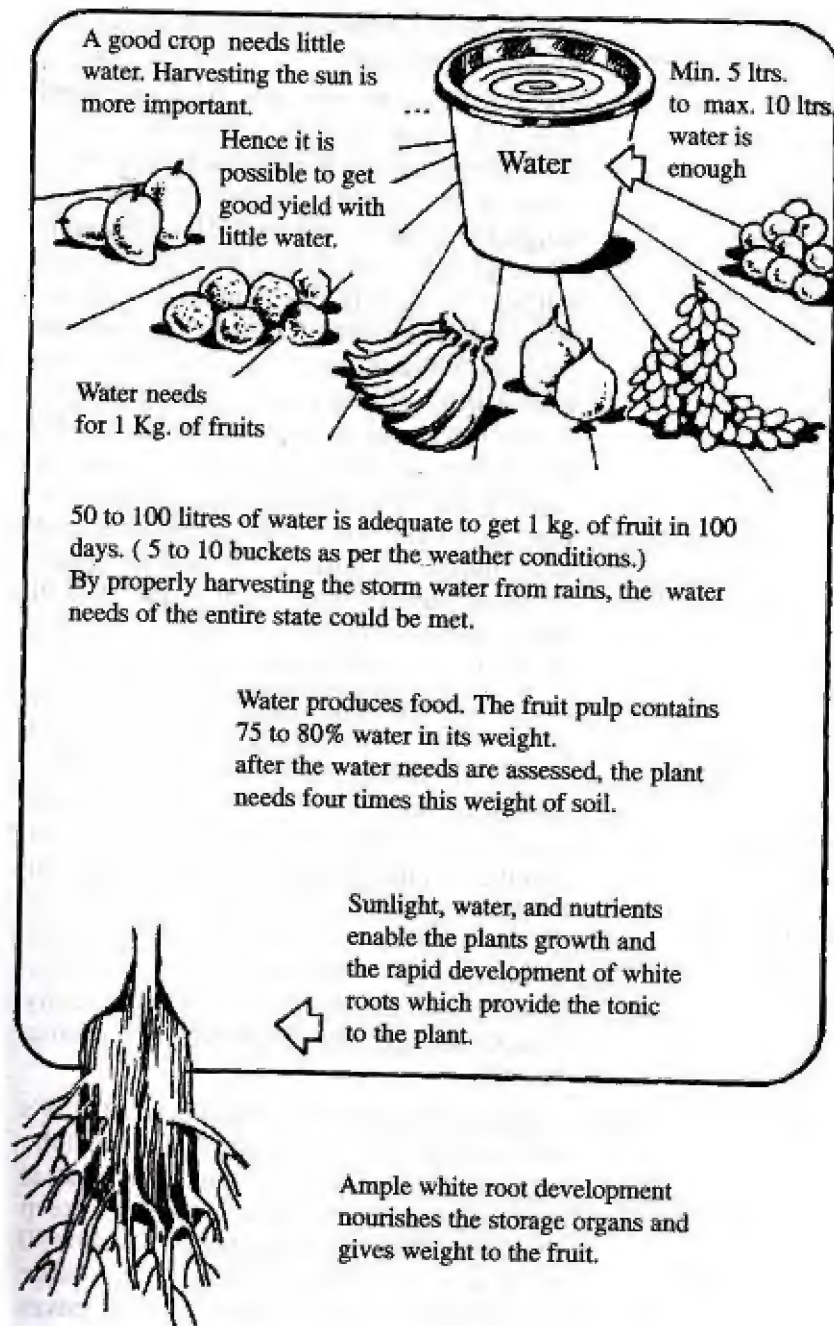 A good crop needs little
water. Harvesting the sun is
more important.
...
Hence it is
possible to get
good yield with
little water.
Water
Min. 5 ltrs.
to max. 10 ltrs.
water is
enough
Water needs
for 1 Kg. of fruits
50 to 100 litres of water is adequate to get 1 kg. of fruit in 100
days. ( 5 to 10 buckets as per the weather conditions.)
By properly harvesting the storm water from rains, the water
needs of the entire state could be met.
Water produces food. The fruit pulp contains
75 to 80% water in its weight.
after the water needs are assessed, the plant
needs four times this weight of soil.
Sunlight, water, and nutrients
enable the plants growth and
the rapid development of white
roots which provide the tonic
to the plant.
Ample white root development
nourishes the storage organs and
gives weight to the fruit.